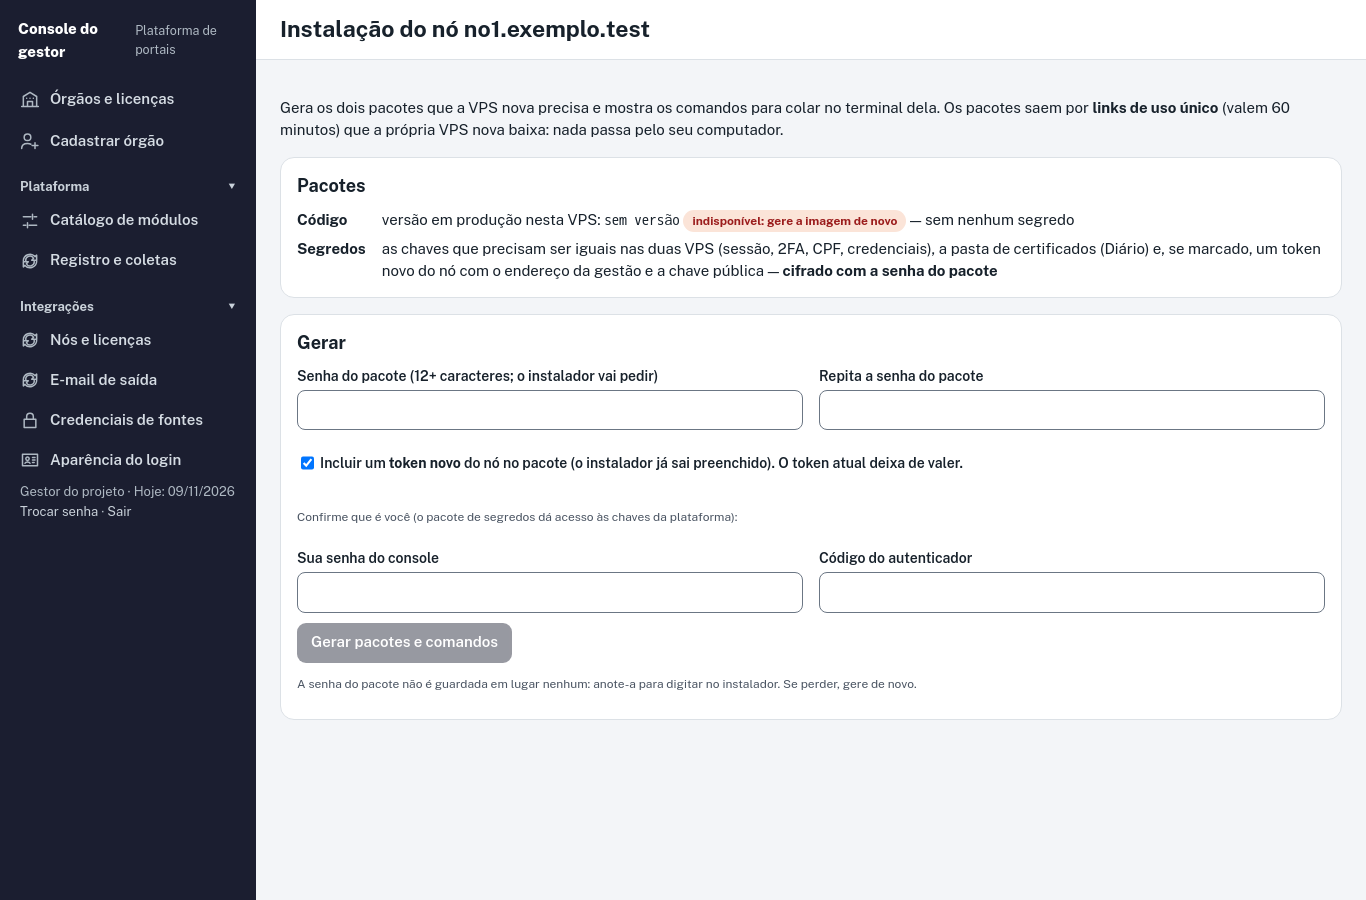 Console do gestor
Plataforma de portais
Órgãos e licenças
Cadastrar órgão
Plataforma ▼
Catálogo de módulos
Registro e coletas
Integrações ▼
Nós e licenças
E-mail de saída
Credenciais de fontes
Aparência do login
Gestor do projeto · Hoje: 09/11/2026
Trocar senha · Sair
Instalação do nó no1.exemplo.test
Gera os dois pacotes que a VPS nova precisa e mostra os comandos para colar no terminal dela. Os pacotes saem por links de uso único (valem 60
minutos) que a própria VPS nova baixa: nada passa pelo seu computador.
Pacotes
Código versão em produção nesta VPS: sem versão indisponível: gere a imagem de novo — sem nenhum segredo
Segredos as chaves que precisam ser iguais nas duas VPS (sessão, 2FA, CPF, credenciais), a pasta de certificados (Diário) e, se marcado, um token
novo do nó com o endereço da gestão e a chave pública — cifrado com a senha do pacote
Gerar
Senha do pacote (12+ caracteres; o instalador vai pedir)
Repita a senha do pacote
Incluir um token novo do nó no pacote (o instalador já sai preenchido). O token atual deixa de valer.
Confirme que é você (o pacote de segredos dá acesso às chaves da plataforma):
Sua senha do console
Código do autenticador
Gerar pacotes e comandos
A senha do pacote não é guardada em lugar nenhum: anote-a para digitar no instalador. Se perder, gere de novo.